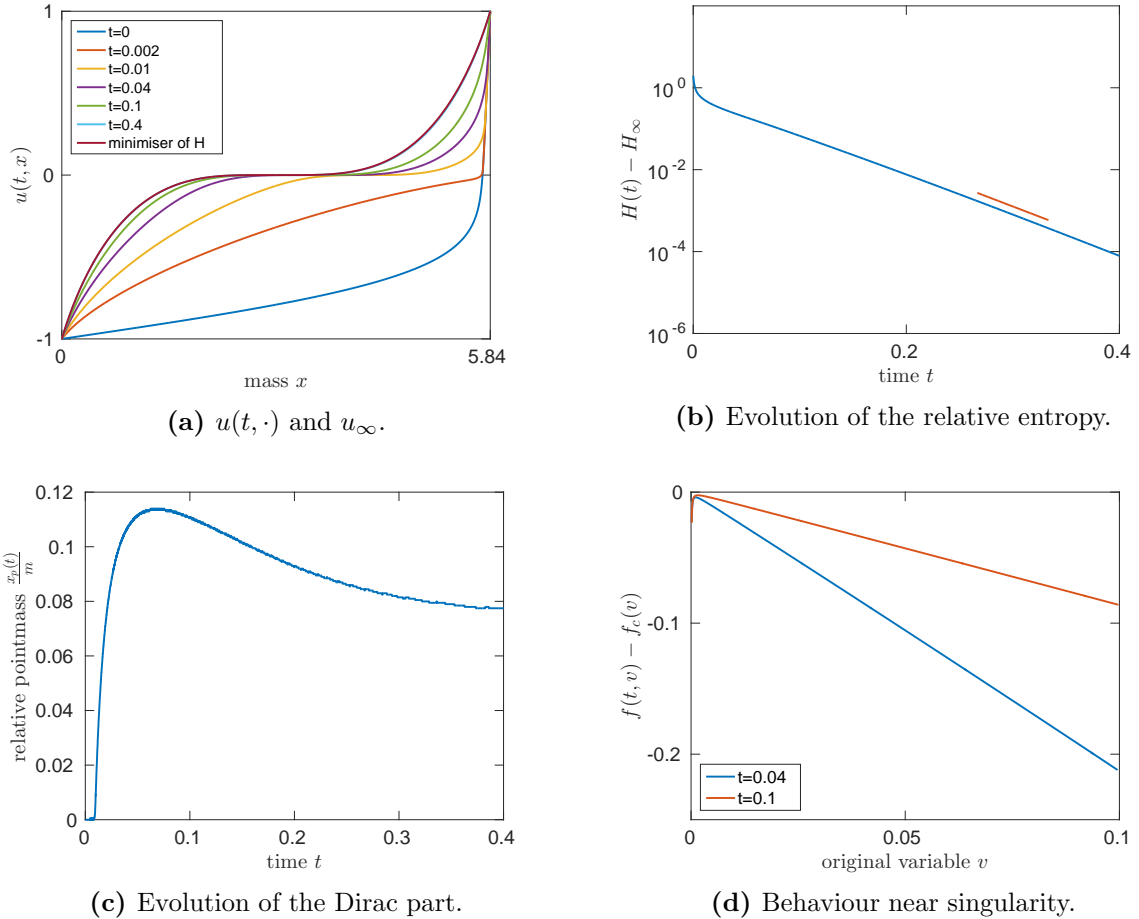 1
t=0
t=0.002
t=0.01
t=0.04
t=0.1
t=0.4
minimiser of H
u(t, x)
0
-1
0
5.84
mass x
(a) u(t, ·) and u∞.
10^0
10^-2
10^-4
10^-6
H(t) − H∞
0
0.2
0.4
time t
(b) Evolution of the relative entropy.
0.12
0.1
0.08
0.06
0.04
0.02
0
relative pointmass x_p(t)/m
0
0.1
0.2
0.3
0.4
time t
(c) Evolution of the Dirac part.
0
-0.1
-0.2
f(t, v) − f_c(v)
t=0.04
t=0.1
0
0.05
0.1
original variable v
(d) Behaviour near singularity.